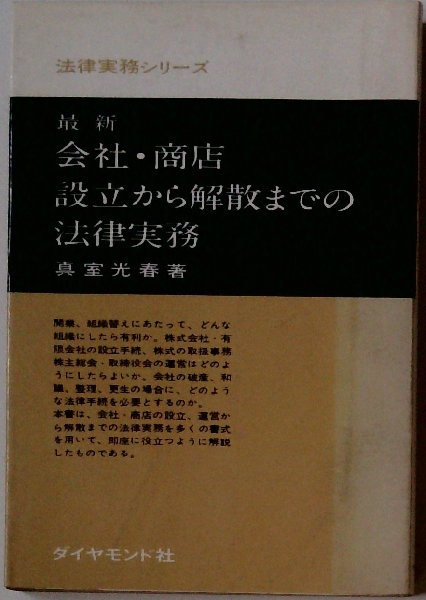 法律実務シリーズ
最新
会社・商店
設立から解散までの
法律実務
真室光春著
開業、組織替えにあたって、どんな
組織にしたら有利か。株式会社・有
限会社の設立手続、株式の取扱事務
株主総会・取締役会の運営はどのよ
うにしたらよいか。会社の破産、和
議、整理、更生の場合に、どのよう
な法律手続を必要とするのか。
本書は、会社・商店の設立、運営か
ら解散までの法律実務を多くの書式
を用いて、即座に役立つように解説
したものである。
ダイヤモンド社